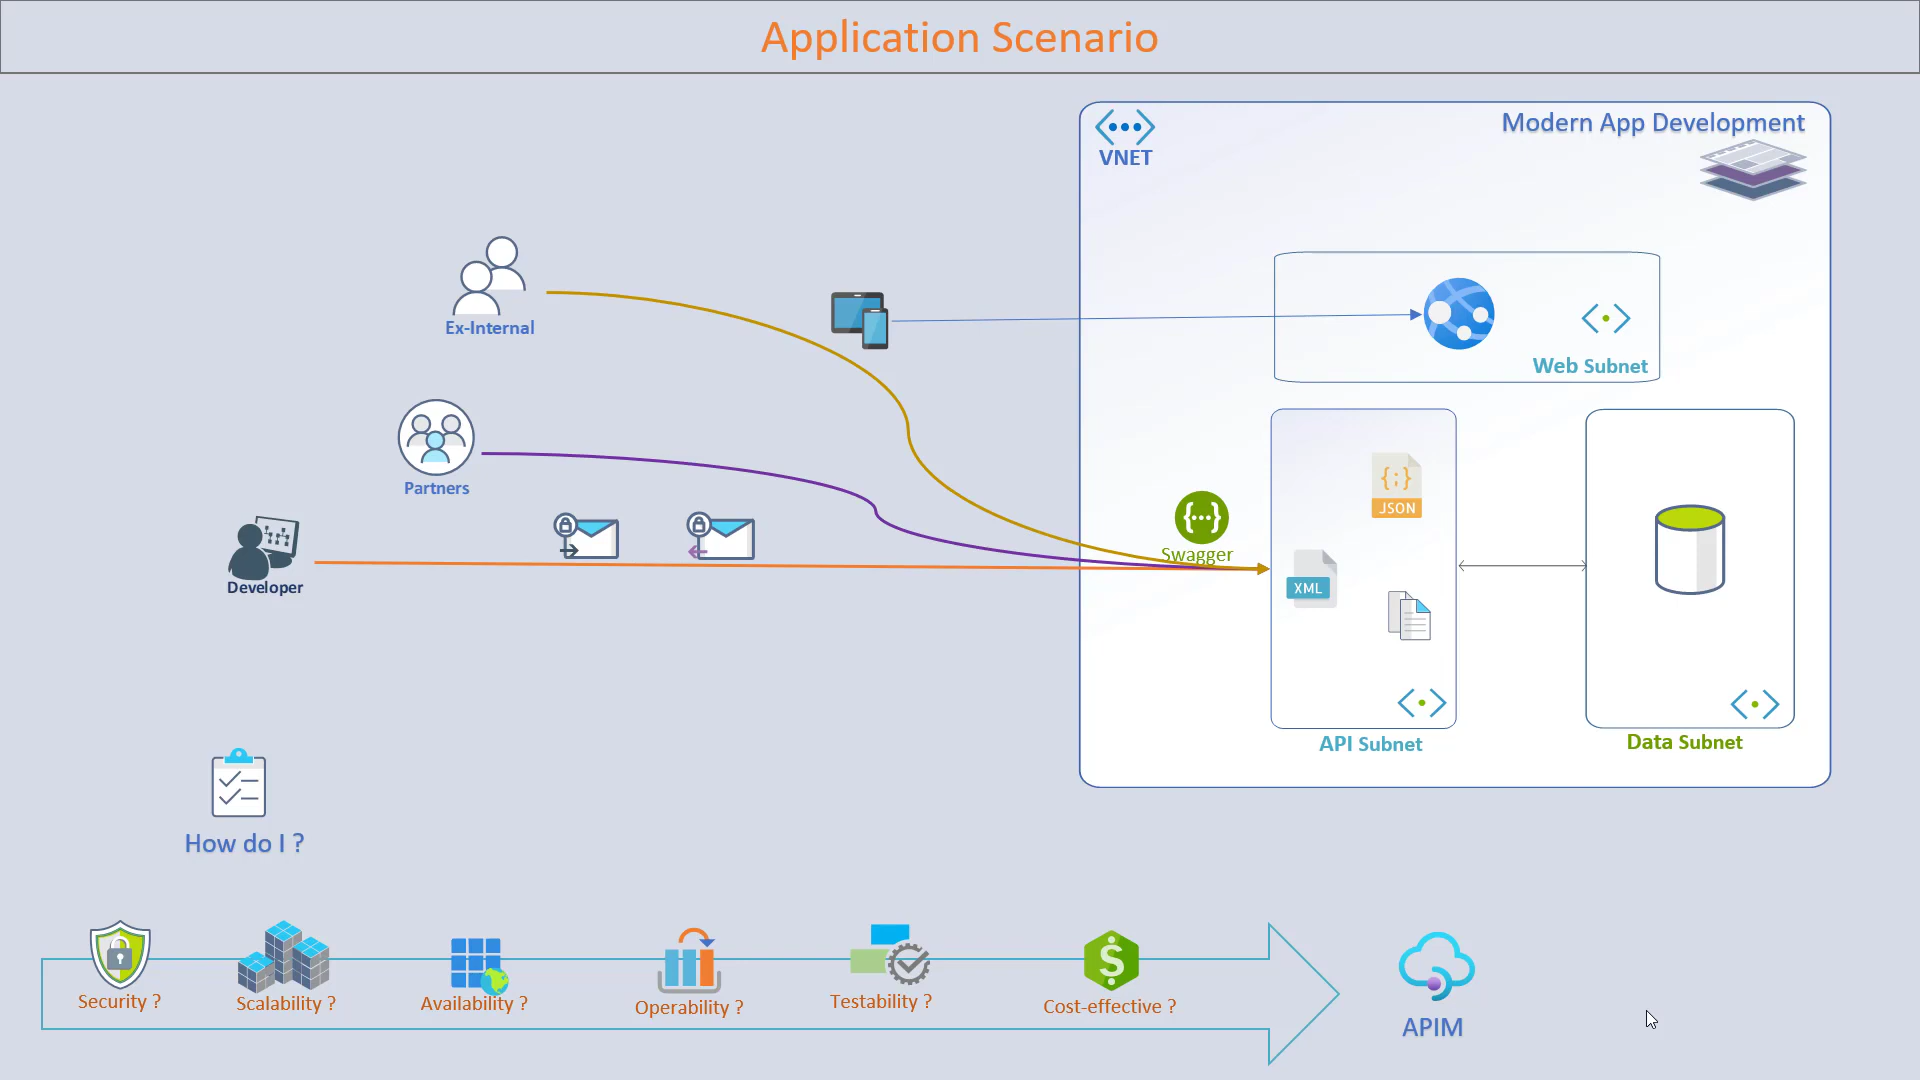 Application Scenario
VNET
Modern App Development
Ex-Internal
Web Subnet
Partners
JSON
Swagger
XML
Developer
API Subnet
Data Subnet
How do I ?
Security ?
Scalability ?
Availability ?
Operability ?
Testability ?
Cost-effective ?
APIM